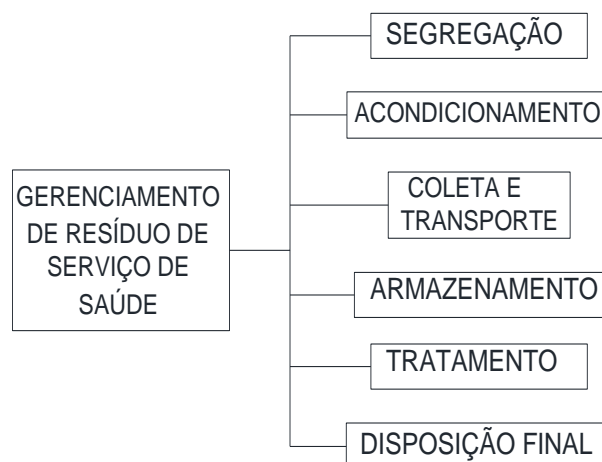 GERENCIAMENTO
DE RESÍDUO DE
SERVIÇO DE
SAÚDE
SEGREGAÇÃO
ACONDICIONAMENTO
COLETA E
TRANSPORTE
ARMAZENAMENTO
TRATAMENTO
DISPOSIÇÃO FINAL